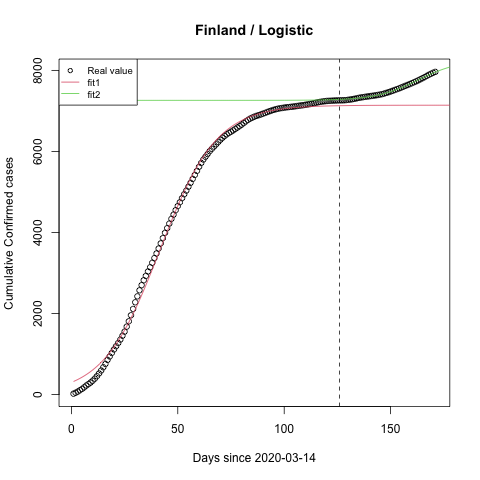 Finland / Logistic
Real value
fit1
fit2
Cumulative Confirmed cases
0
2000
4000
6000
8000
0
50
100
150
Days since 2020-03-14